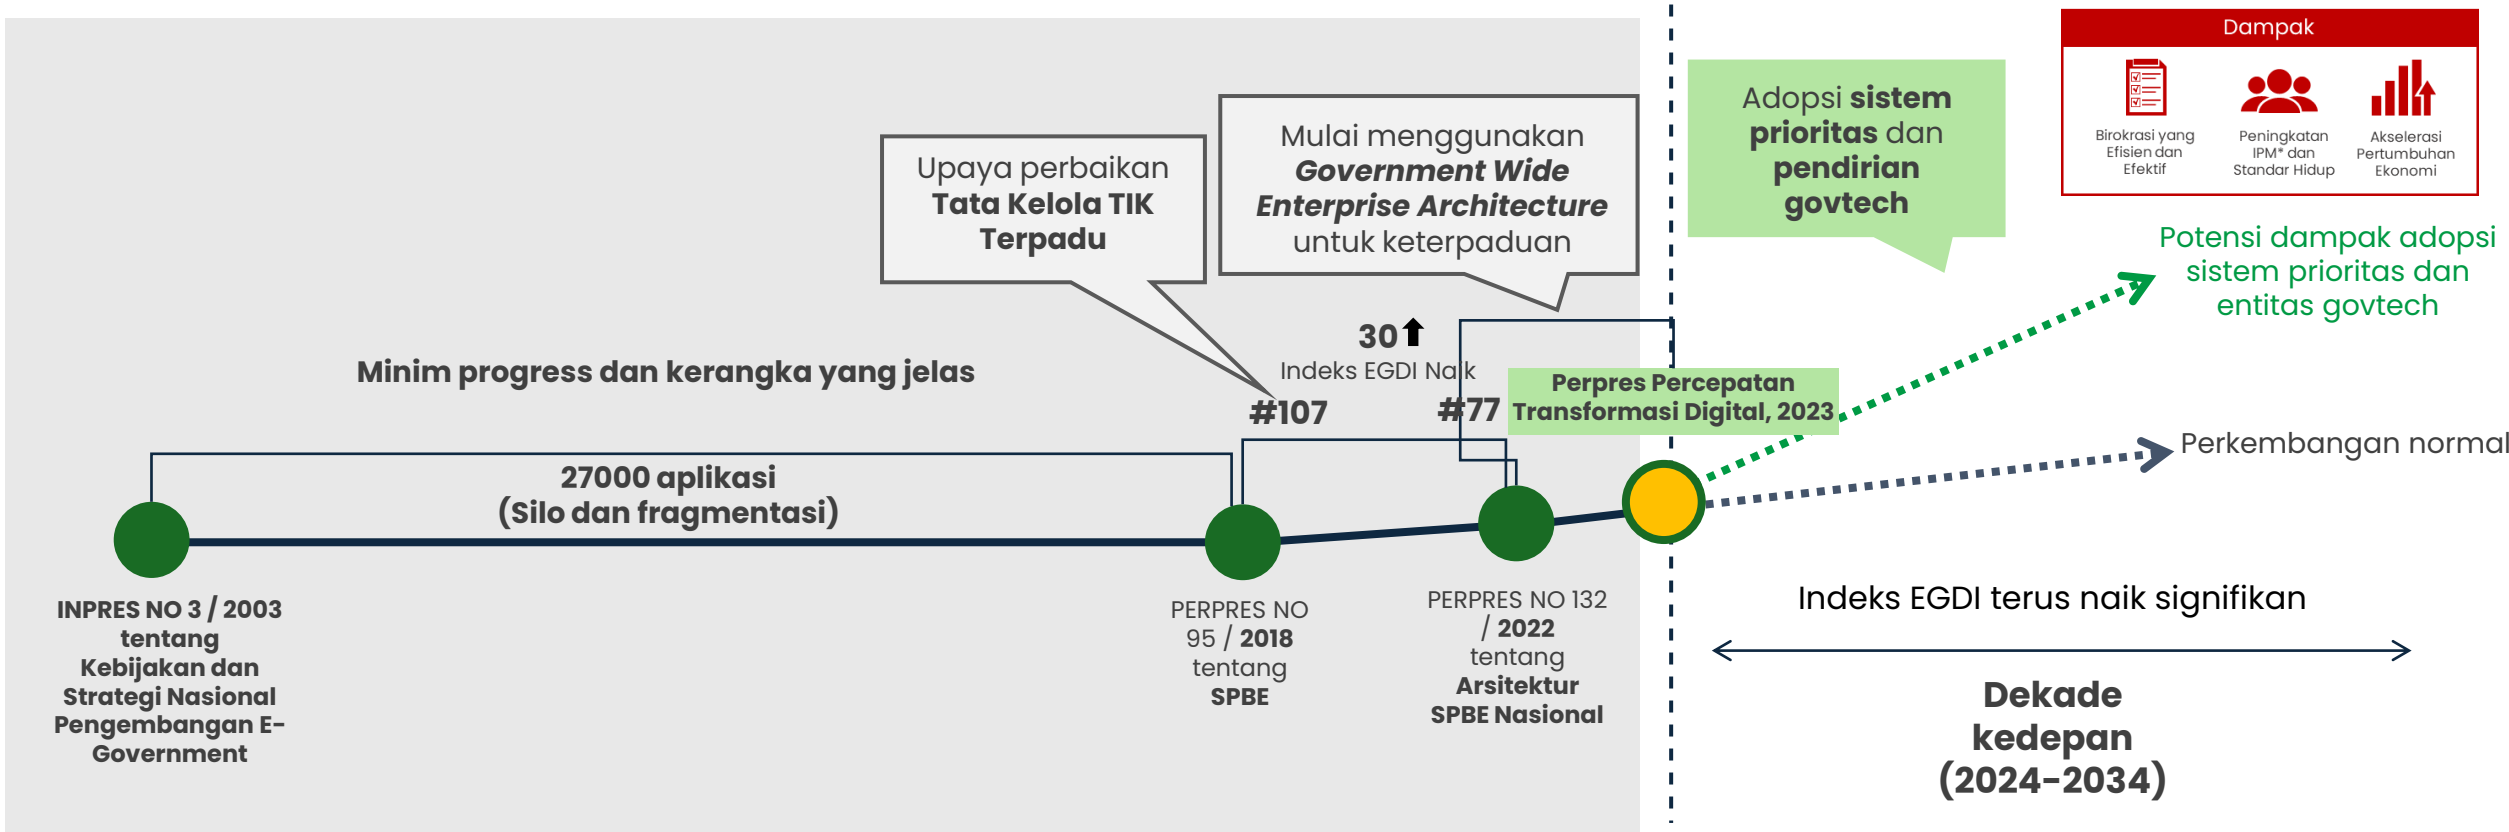 Dampak
Birokrasi yang
Efisien dan
Efektif
Peningkatan
IPM* dan
Standar Hidup
Akselerasi
Pertumbuhan
Ekonomi
Adopsi sistem
prioritas dan
pendirian
govtech
Mulai menggunakan
Government Wide
Enterprise Architecture
untuk keterpaduan
Upaya perbaikan
Tata Kelola TIK
Terpadu
Potensi dampak adopsi
sistem prioritas dan
entitas govtech
30
Indeks EGDI Naik
Minim progress dan kerangka yang jelas
#107
#77
Perpres Percepatan
Transformasi Digital, 2023
Perkembangan normal
27000 aplikasi
(Silo dan fragmentasi)
INPRES NO 3 / 2003
tentang
Kebijakan dan
Strategi Nasional
Pengembangan E-
Government
PERPRES NO
95 / 2018
tentang
SPBE
PERPRES NO 132
/ 2022
tentang
Arsitektur
SPBE Nasional
Indeks EGDI terus naik signifikan
Dekade
kedepan
(2024-2034)